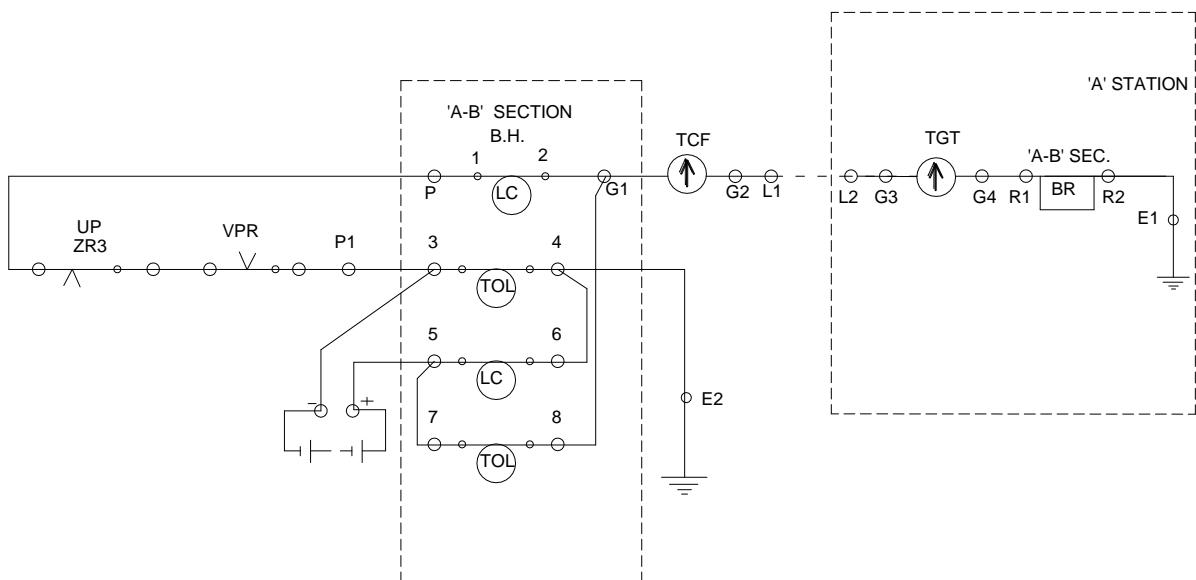 'A' STATION
'A-B' SECTION
B.H.
TCF
TGT
'A-B' SEC.
1
2
P
LC
G1
G2
L1
L2
G3
G4
R1
BR
R2
E1
UP
ZR3
VPR
P1
3
4
TOL
5
6
LC
- +
E2
7
8
TOL